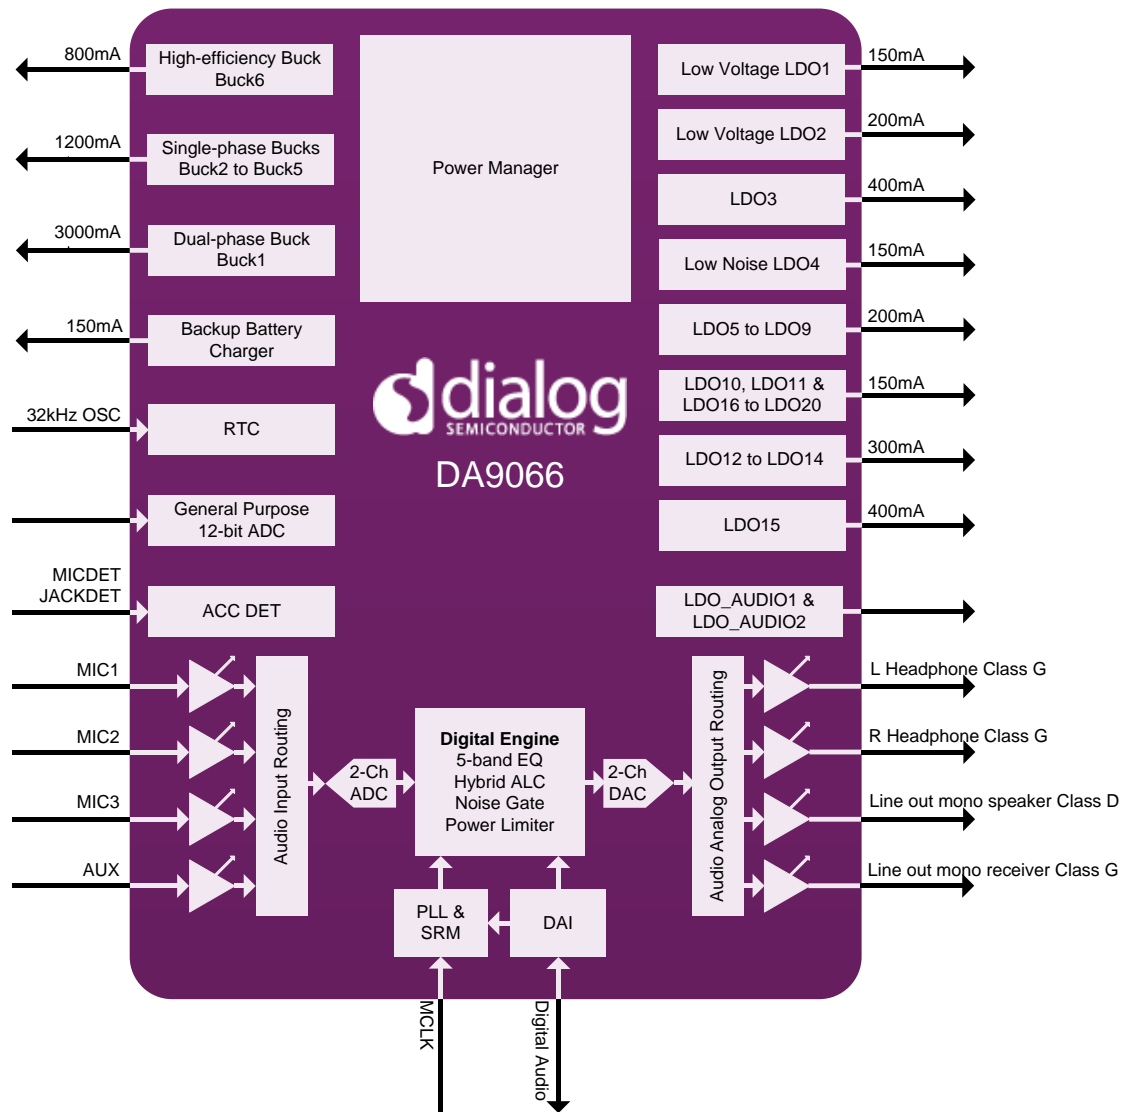 800mA
High-efficiency Buck
Buck6
1200mA
Single-phase Bucks
Buck2 to Buck5
3000mA
Dual-phase Buck
Buck1
150mA
Backup Battery
Charger
32kHz OSC
RTC
General Purpose
12-bit ADC
MICDET
JACKDET
ACC DET
Power Manager
dialog
SEMICONDUCTOR
DA9066
Low Voltage LDO1
150mA
Low Voltage LDO2
200mA
LDO3
400mA
Low Noise LDO4
150mA
LDO5 to LDO9
200mA
LDO10, LDO11 &
LDO16 to LDO20
150mA
LDO12 to LDO14
300mA
LDO15
400mA
LDO_AUDIO1 &
LDO_AUDIO2
MIC1
MIC2
MIC3
AUX
Audio Input Routing
2-Ch
ADC
Digital Engine
5-band EQ
Hybrid ALC
Noise Gate
Power Limiter
2-Ch
DAC
Audio Analog Output Routing
L Headphone Class G
R Headphone Class G
Line out mono speaker Class D
Line out mono receiver Class G
PLL &
SRM
DAI
MCLK
Digital Audio